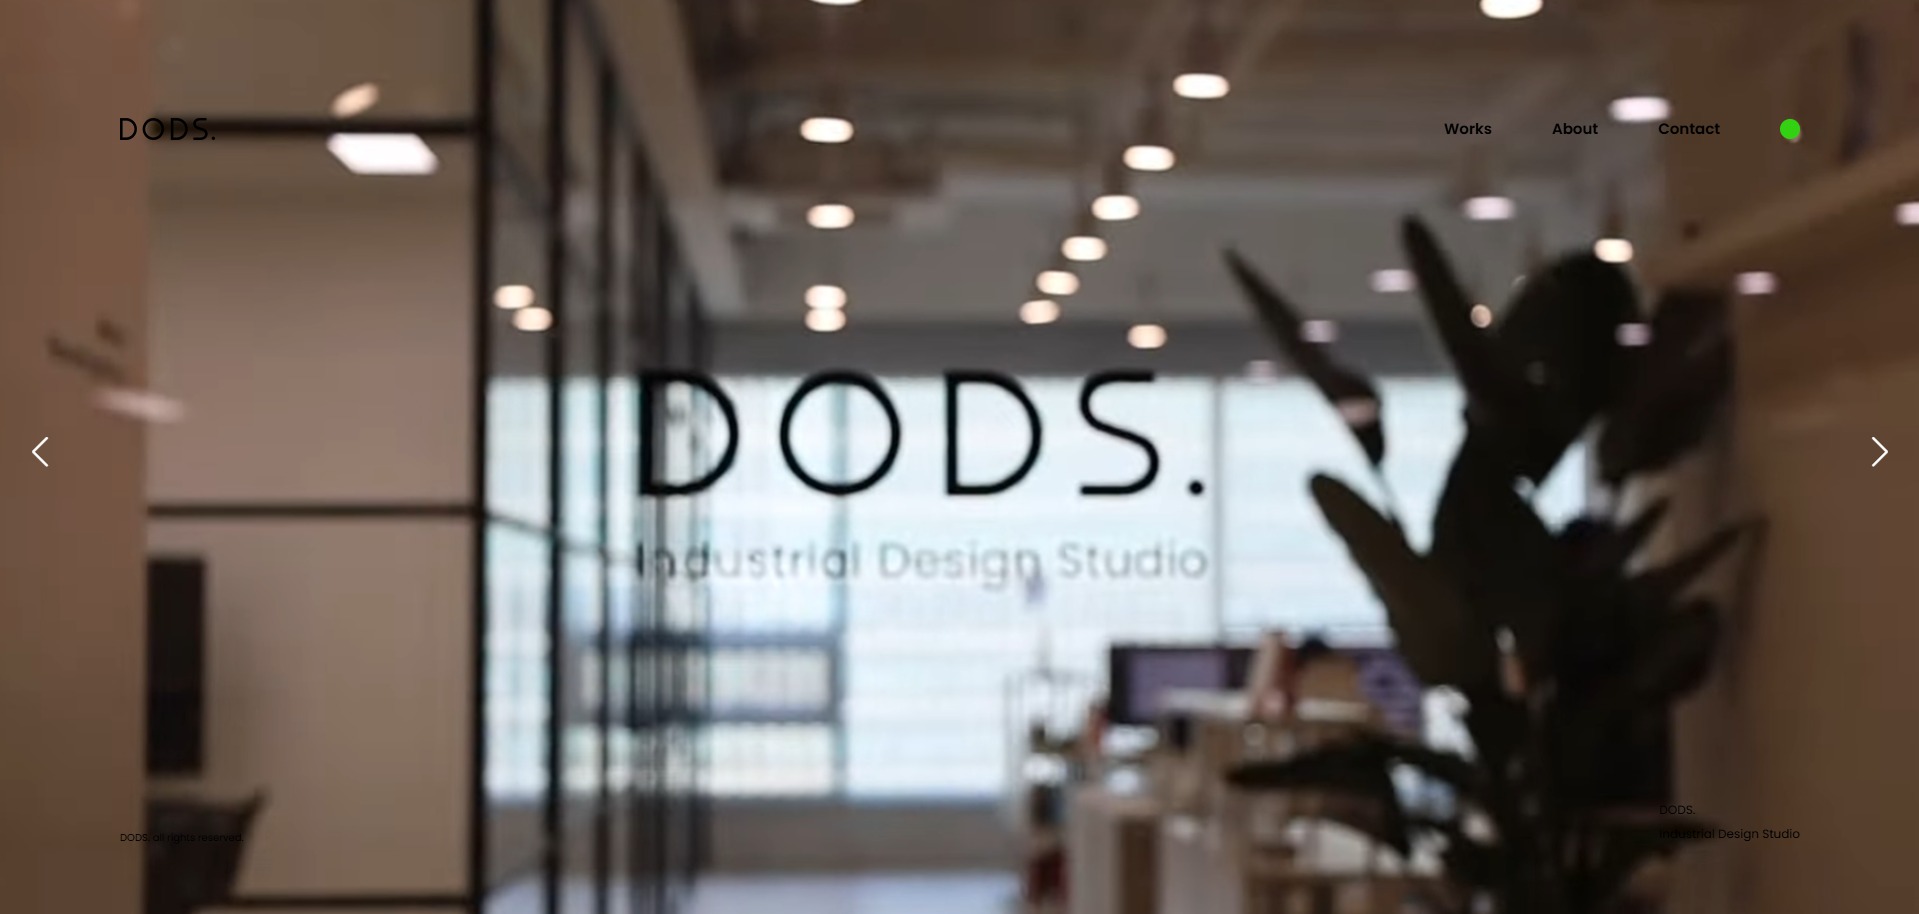 DODS.
Works
About
Contact
DODS.
Industrial Design Studio
DODS. all rights reserved.
DODS.
Industrial Design Studio